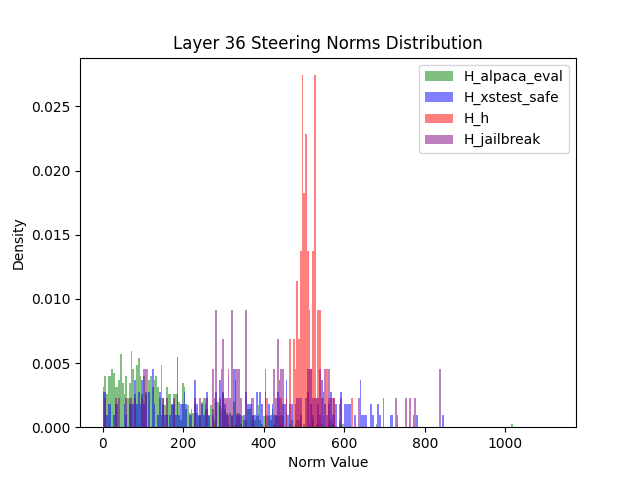 Layer 36 Steering Norms Distribution
H_alpaca_eval
H_xstest_safe
H_h
H_jailbreak
Density
0.025
0.020
0.015
0.010
0.005
0.000
0 200 400 600 800 1000
Norm Value